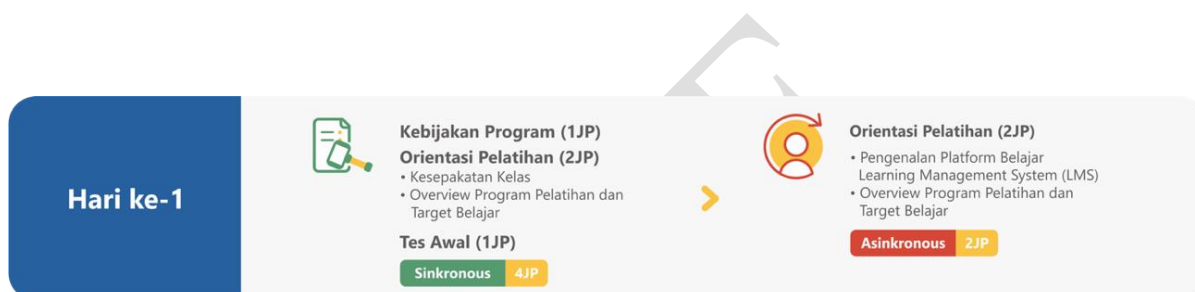 Hari ke-1
Kebijakan Program (1JP)
Orientasi Pelatihan (2JP)
• Kesepakatan Kelas
• Overview Program Pelatihan dan
Target Belajar
Tes Awal (1JP)
Sinkronous 4JP
Orientasi Pelatihan (2JP)
• Pengenalan Platform Belajar
Learning Management System (LMS)
• Overview Program Pelatihan dan
Target Belajar
Asinkronous 2JP